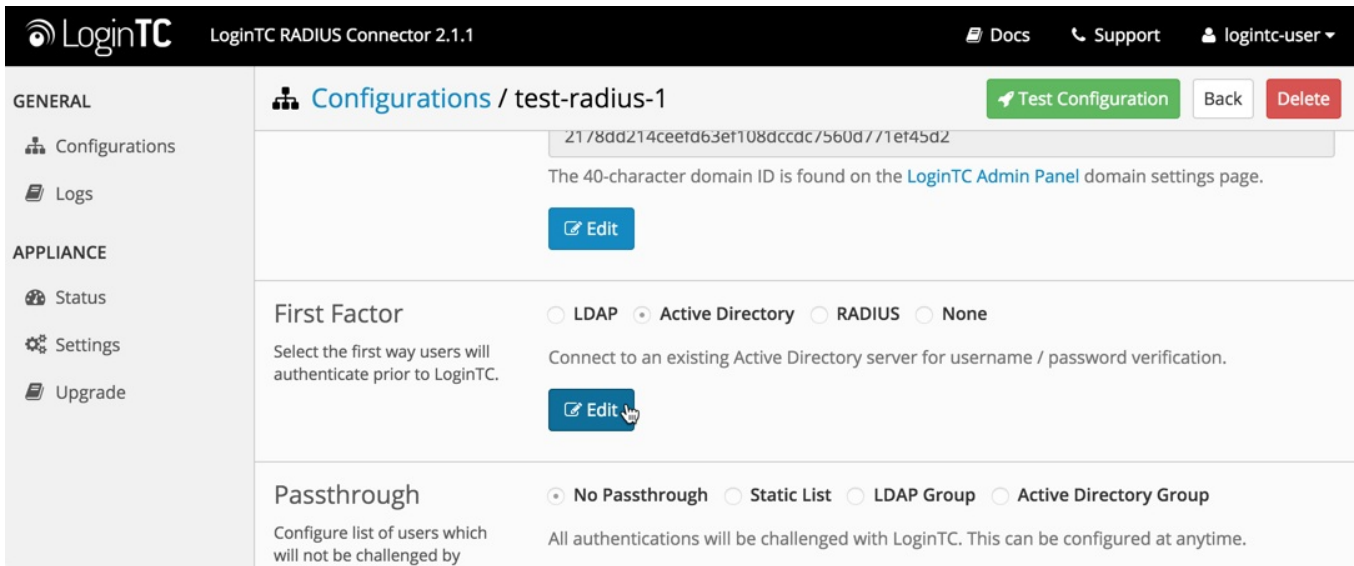 LoginTC LoginTC RADIUS Connector 2.1.1 Docs Support logintc-user
GENERAL
Configurations
Logs
APPLIANCE
Status
Settings
Upgrade
Configurations / test-radius-1 Test Configuration Back Delete
2178dd214ceefd63ef108dccdc7560d771ef45d2
The 40-character domain ID is found on the LoginTC Admin Panel domain settings page.
Edit
First Factor
Select the first way users will
authenticate prior to LoginTC.
LDAP Active Directory RADIUS None
Connect to an existing Active Directory server for username / password verification.
Edit
Passthrough
Configure list of users which
will not be challenged by
No Passthrough Static List LDAP Group Active Directory Group
All authentications will be challenged with LoginTC. This can be configured at anytime.